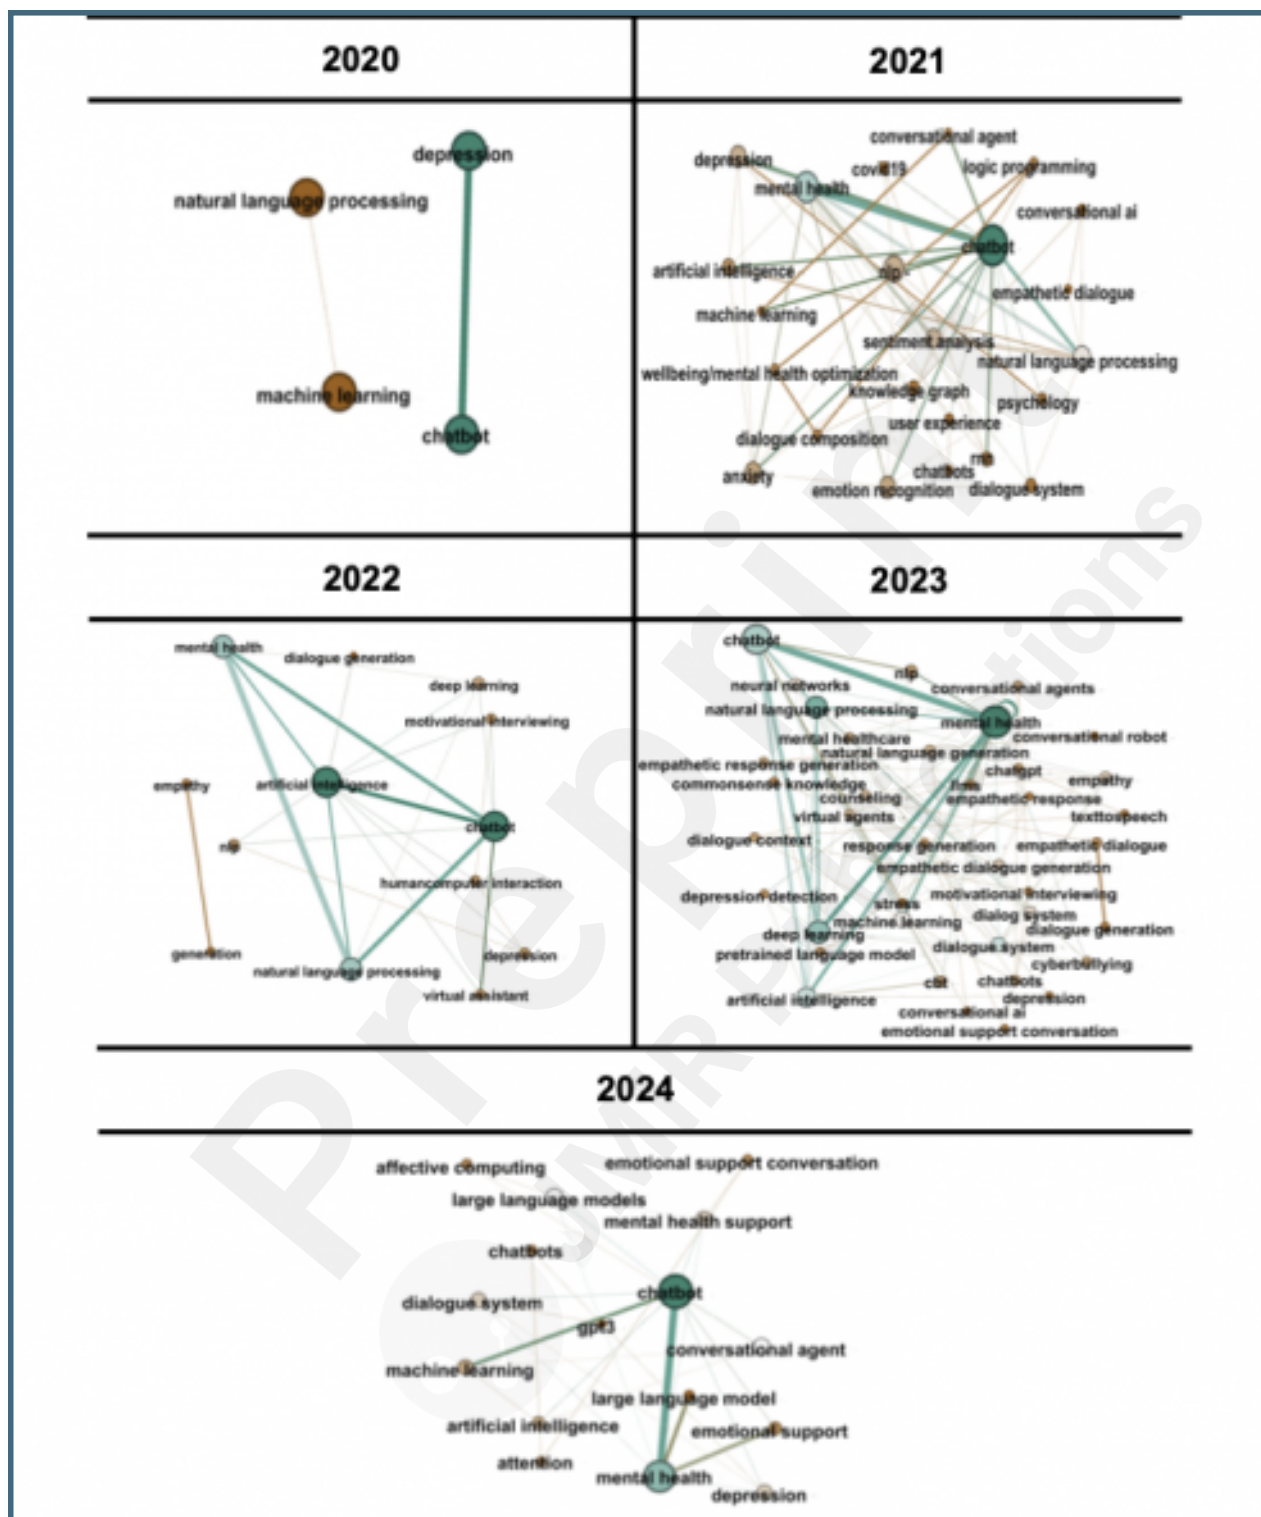 2020
2021
depression
natural language processing
machine learning
chatbot
conversational agent
depression
covid19
logic programming
mental health
conversational ai
chatbot
artificial intelligence
nlp
empathetic dialogue
machine learning
sentiment analysis
natural language processing
wellbeing/mental health optimization
knowledge graph
psychology
user experience
dialogue composition
rnn
chatbots
anxiety
emotion recognition
dialogue system
2022
2023
mental health
dialogue generation
deep learning
motivational interviewing
artificial intelligence
empathy
chatbot
nlp
humancomputer interaction
generation
depression
natural language processing
virtual assistant
chatbot
nlp
neural networks
conversational agents
natural language processing
mental health
mental healthcare
conversational robot
natural language generation
empathetic response generation
chatgpt
commonsense knowledge
llms
empathy
counseling
empathetic response
virtual agents
texttospeech
dialogue context
response generation
empathetic dialogue
empathetic dialogue generation
depression detection
motivational interviewing
stress
machine learning
dialog system
deep learning
dialogue generation
pretrained language model
dialogue system
cyberbullying
cbt
chatbots
artificial intelligence
depression
conversational ai
emotional support conversation
2024
affective computing
emotional support conversation
large language models
mental health support
chatbots
chatbot
dialogue system
gpt3
conversational agent
machine learning
large language model
artificial intelligence
emotional support
attention
mental health
depression
Preprint
JMIR